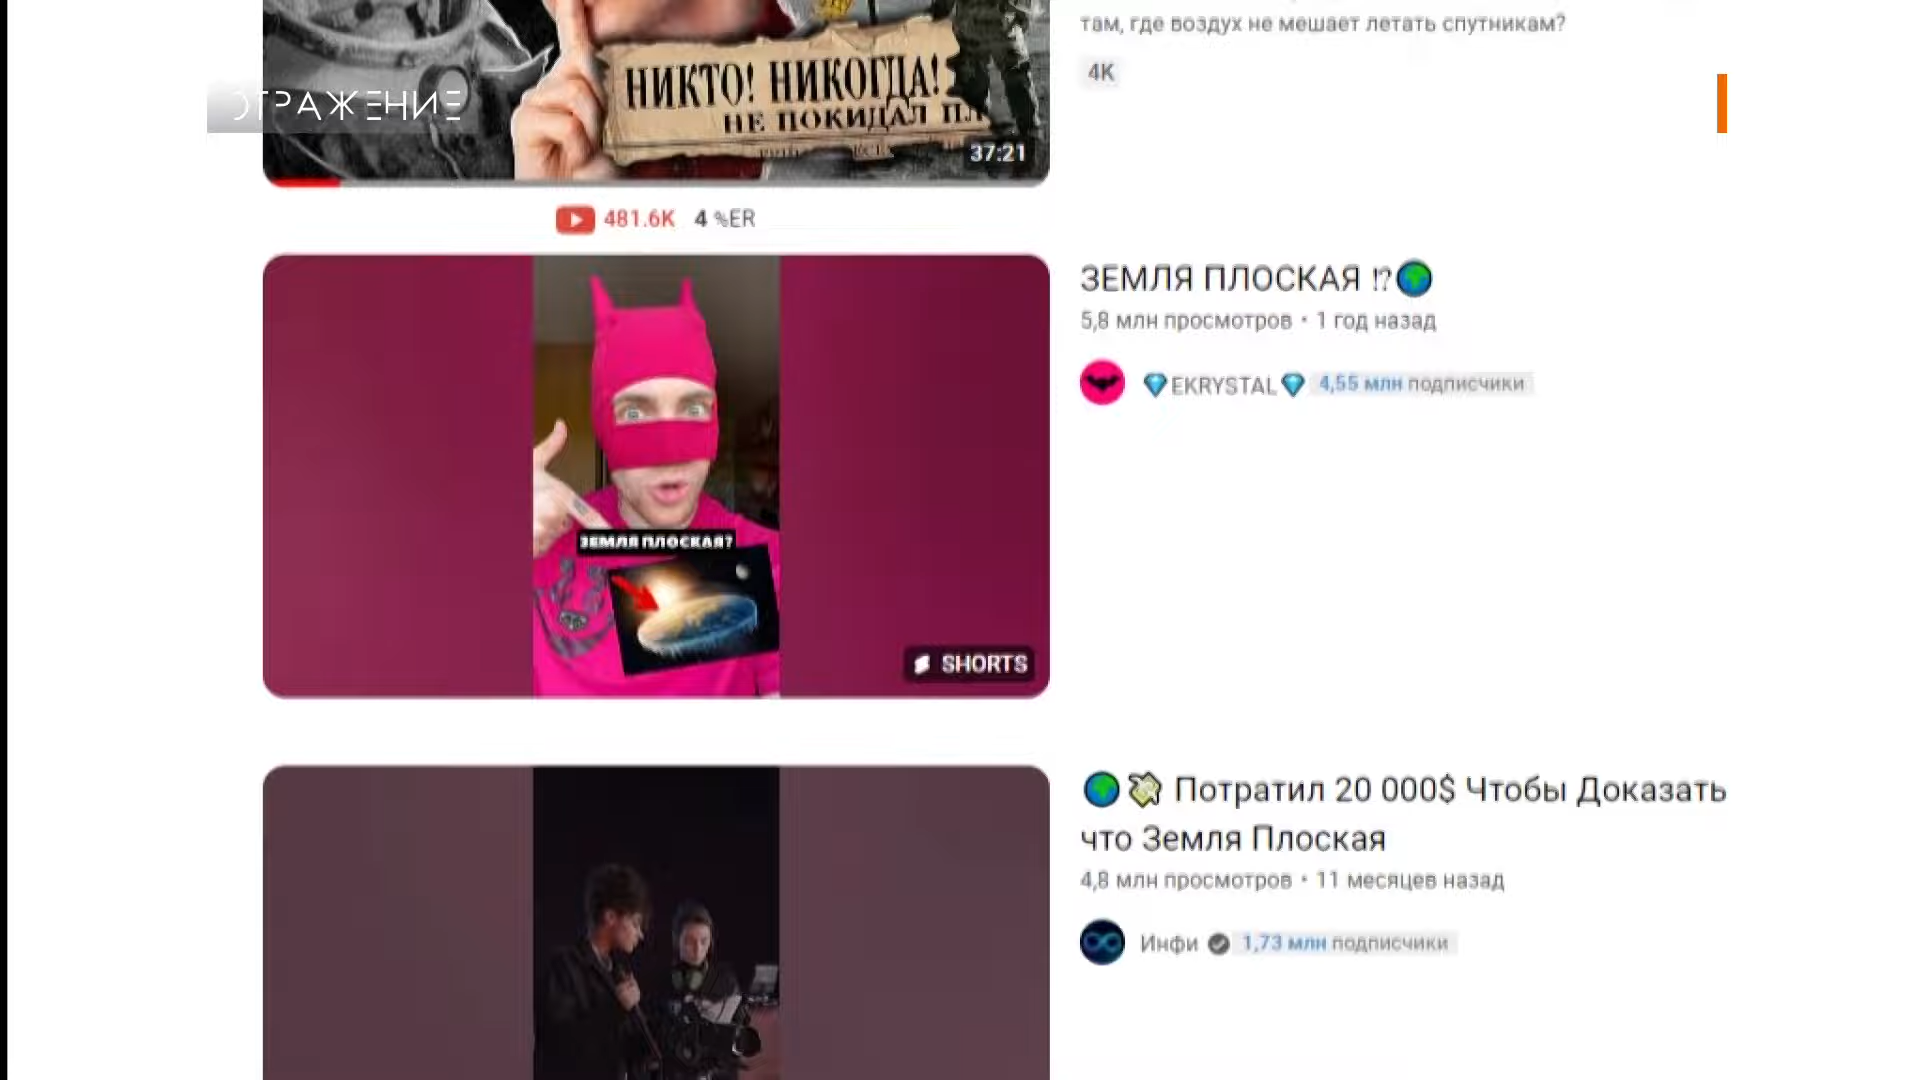 там, где воздух не мешает летать спутникам?
4K
ОТРАЖЕНИЕ
НИКТО! НИКОГДА!
НЕ ПОКИДАЛ
37:21
481.6K 4 %ER
ЗЕМЛЯ ПЛОСКАЯ !?
5,8 млн просмотров • 1 год назад
EKRYSTAL 4,55 млн подписчики
ЗЕМЛЯ ПЛОСКАЯ?
SHORTS
Потратил 20 000$ Чтобы Доказать
что Земля Плоская
4,8 млн просмотров • 11 месяцев назад
Инфи 1,73 млн подписчики